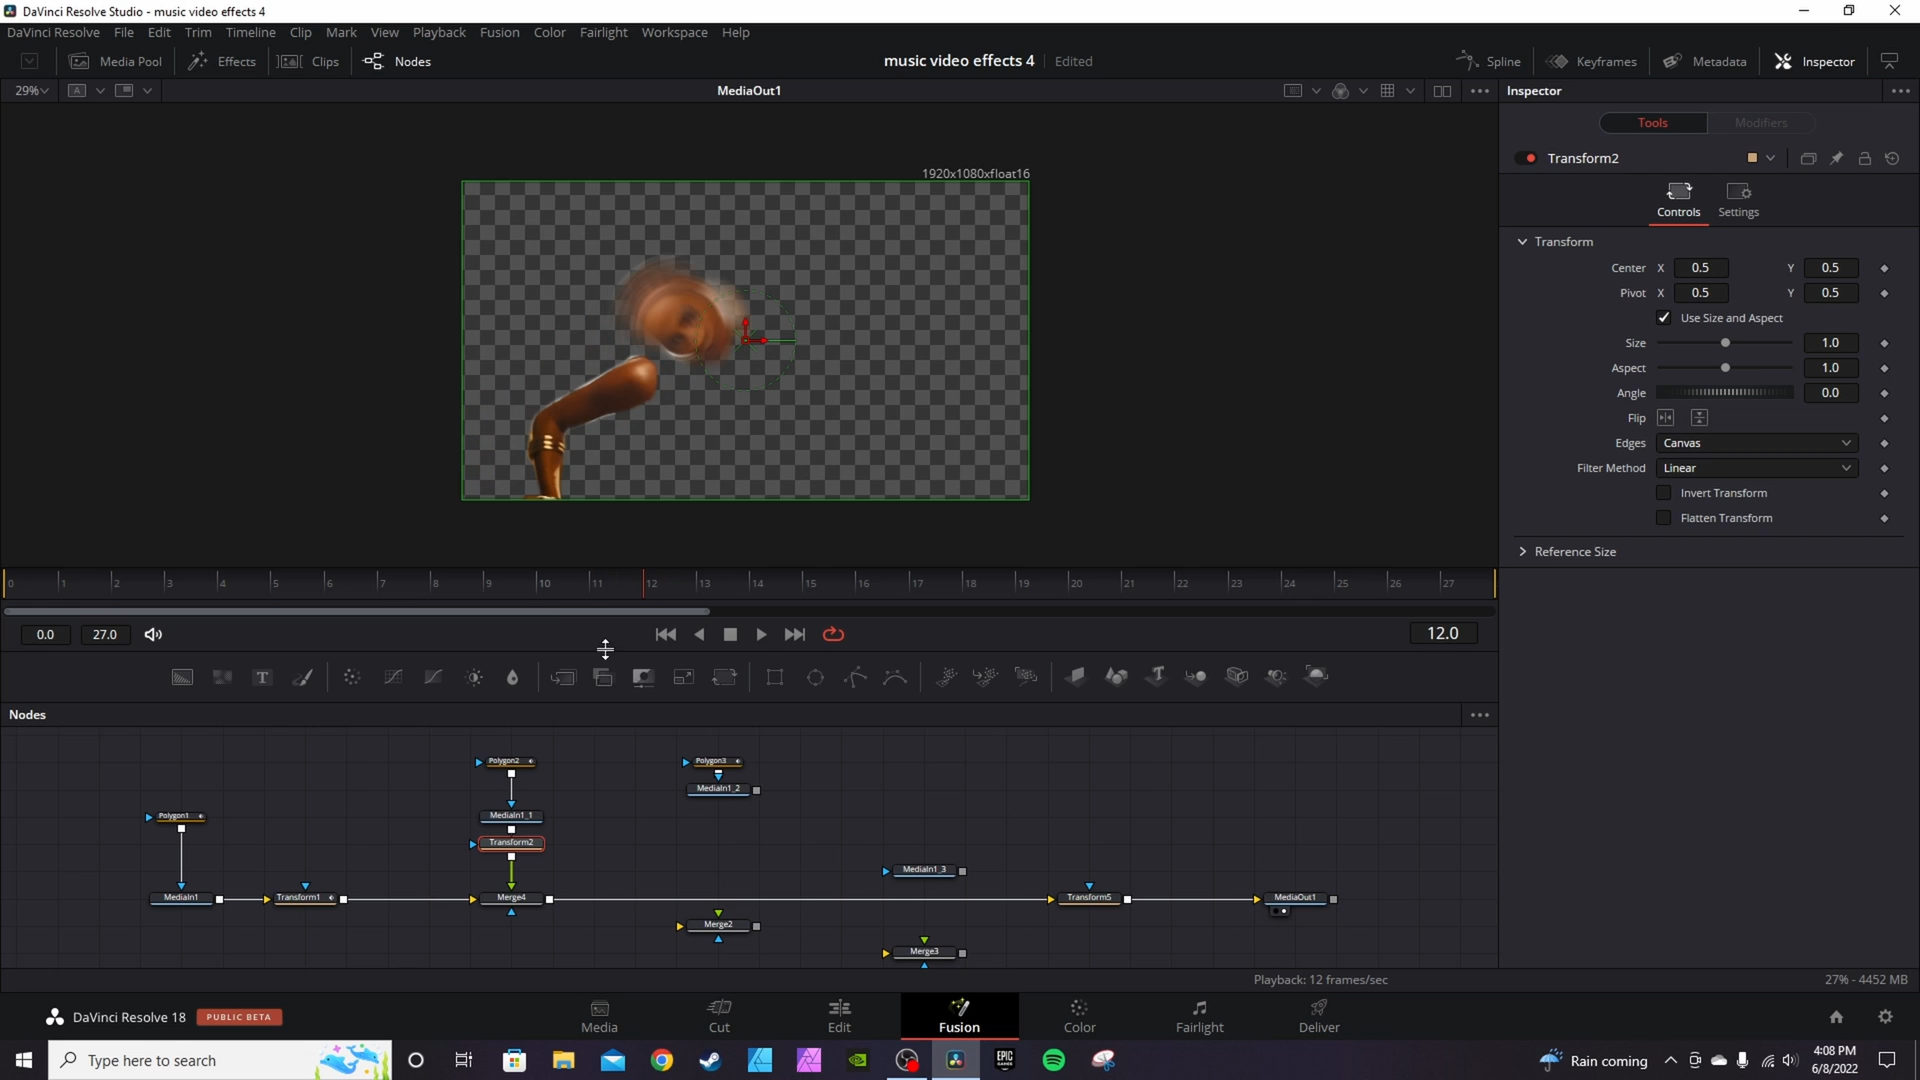 DaVinci Resolve Studio - music video effects 4
DaVinci Resolve File Edit Trim Timeline Clip Mark View Playback Fusion Color Fairlight Workspace Help
Media Pool Effects Clips Nodes music video effects 4 Edited Spline Keyframes Metadata Inspector
29% A MediaOut1 Inspector
Tools Modifiers
1920x1080xfloat16
Transform2
Controls Settings
Transform
Center X 0.5 Y 0.5
Pivot X 0.5 Y 0.5
Use Size and Aspect
Size 1.0
Aspect 1.0
Angle 0.0
Flip
Edges Canvas
Filter Method Linear
Invert Transform
Flatten Transform
Reference Size
0 1 2 3 4 5 6 7 8 9 10 11 12 13 14 15 16 17 18 19 20 21 22 23 24 25 26 27
0.0 27.0 12.0
T T
Nodes
Polygon2 Polygon3
MediaIn1_2
Polygon1 MediaIn1_1
Transform2
MediaIn1_3
MediaIn1 Transform1 Merge4 Transform5 MediaOut1
Merge2
Merge3
Playback: 12 frames/sec 27% - 4452 MB
DaVinci Resolve 18 PUBLIC BETA Media Cut Edit Fusion Color Fairlight Deliver
Type here to search EPIC GAMES Rain coming 4:08 PM
6/8/2022